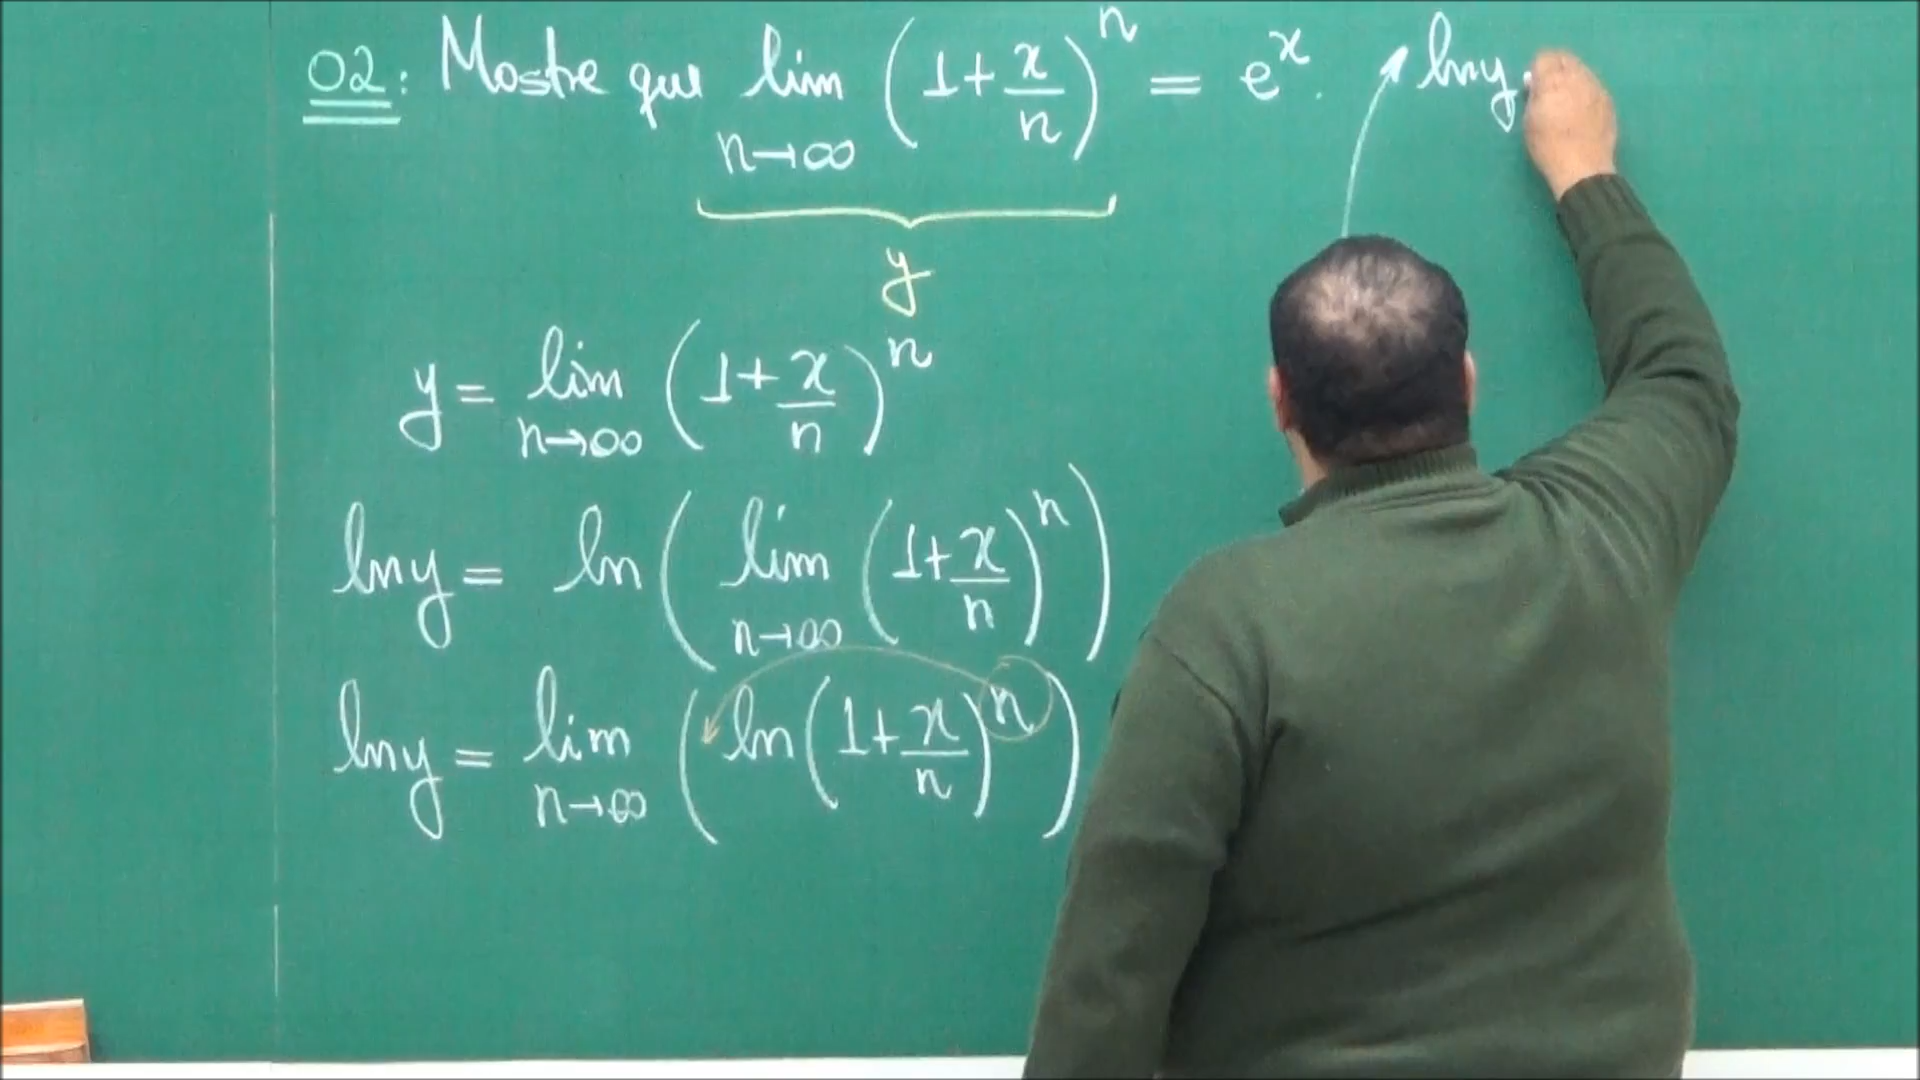 02: Mostre que lim n→∞ (1 + x/n)^n = e^x.
y
y = lim n→∞ (1 + x/n)^n
ln y = ln( lim n→∞ (1 + x/n)^n )
ln y = lim n→∞ ( ln(1 + x/n)^n )
ln y